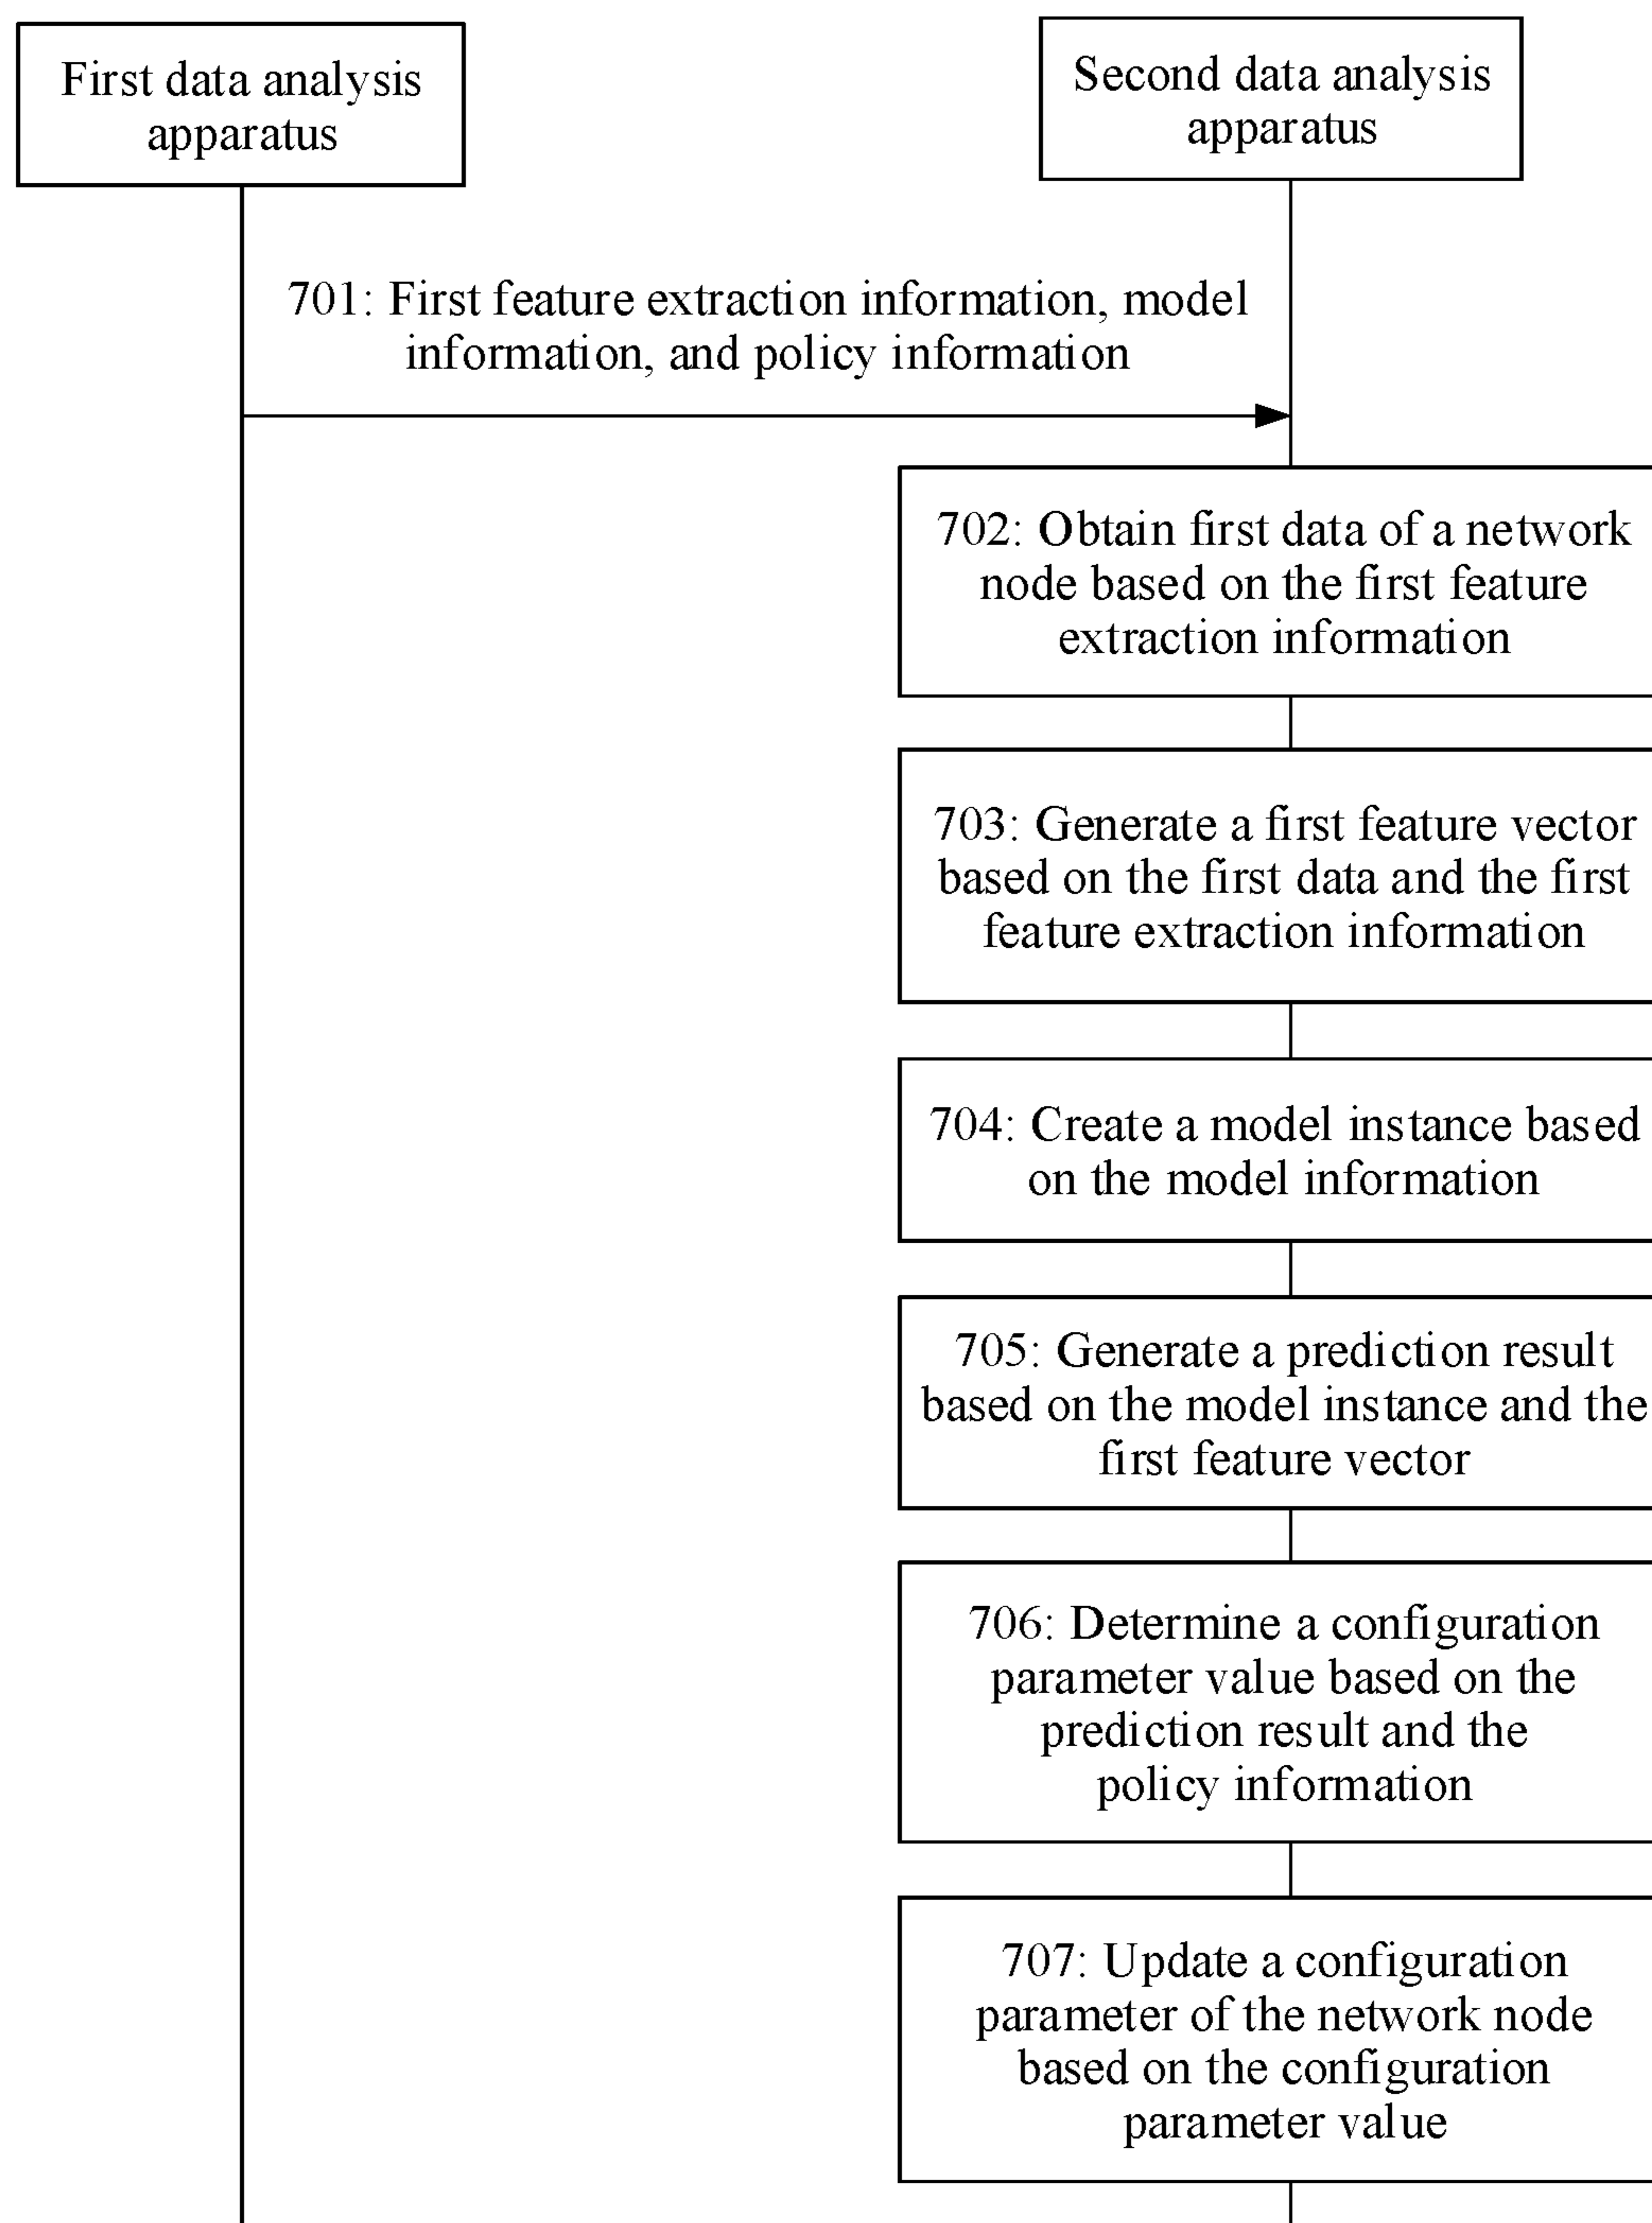 First data analysis
apparatus
Second data analysis
apparatus
701: First feature extraction information, model
information, and policy information
702: Obtain first data of a network
node based on the first feature
extraction information
703: Generate a first feature vector
based on the first data and the first
feature extraction information
704: Create a model instance based
on the model information
705: Generate a prediction result
based on the model instance and the
first feature vector
706: Determine a configuration
parameter value based on the
prediction result and the
policy information
707: Update a configuration
parameter of the network node
based on the configuration
parameter value